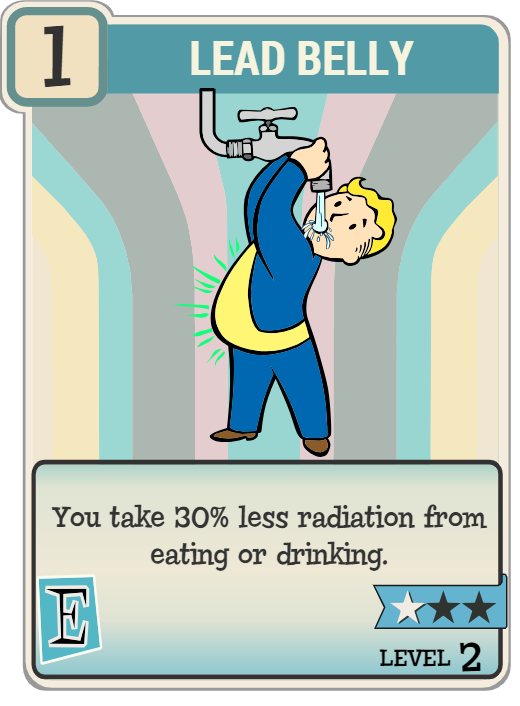 1
LEAD BELLY
You take 30% less radiation from
eating or drinking.
E
LEVEL 2